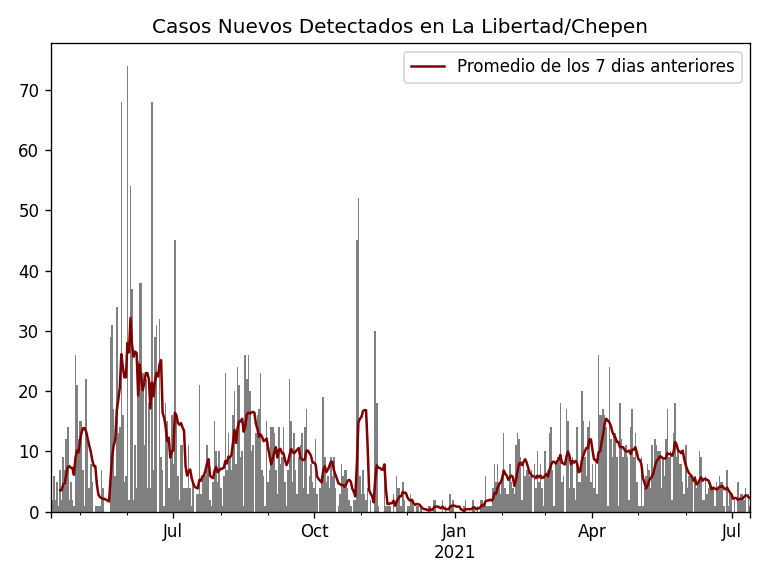 Casos Nuevos Detectados en La Libertad/Chepen
Promedio de los 7 dias anteriores
70
60
50
40
30
20
10
0
Jul
Oct
Jan
2021
Apr
Jul